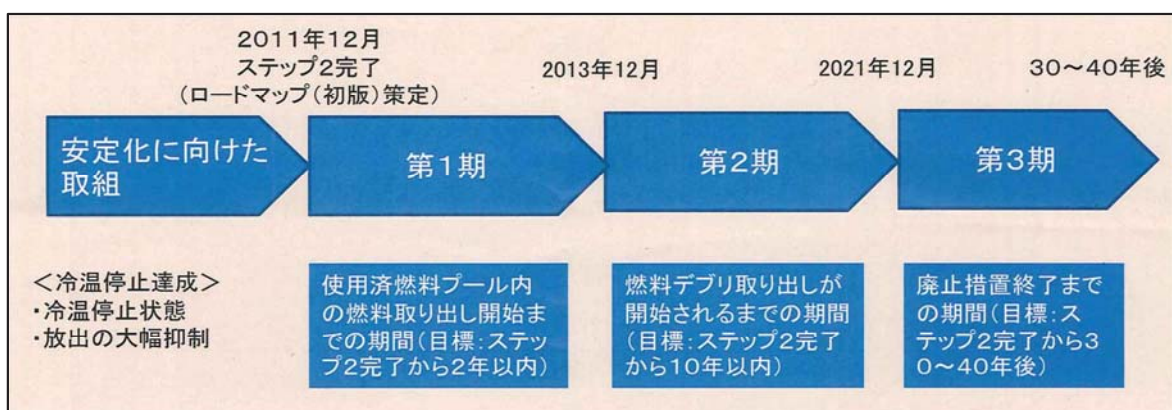 2011年12月
ステップ2完了
(ロードマップ(初版)策定)
2013年12月
2021年12月
30～40年後
安定化に向けた
取組
第1期
第2期
第3期
＜冷温停止達成＞
・冷温停止状態
・放出の大幅抑制
使用済燃料プール内
の燃料取り出し開始ま
での期間(目標:ステッ
プ2完了から2年以内)
燃料デブリ取り出しが
開始されるまでの期間
(目標:ステップ2完了
から10年以内)
廃止措置終了まで
の期間(目標:ス
テップ2完了から3
0～40年後)